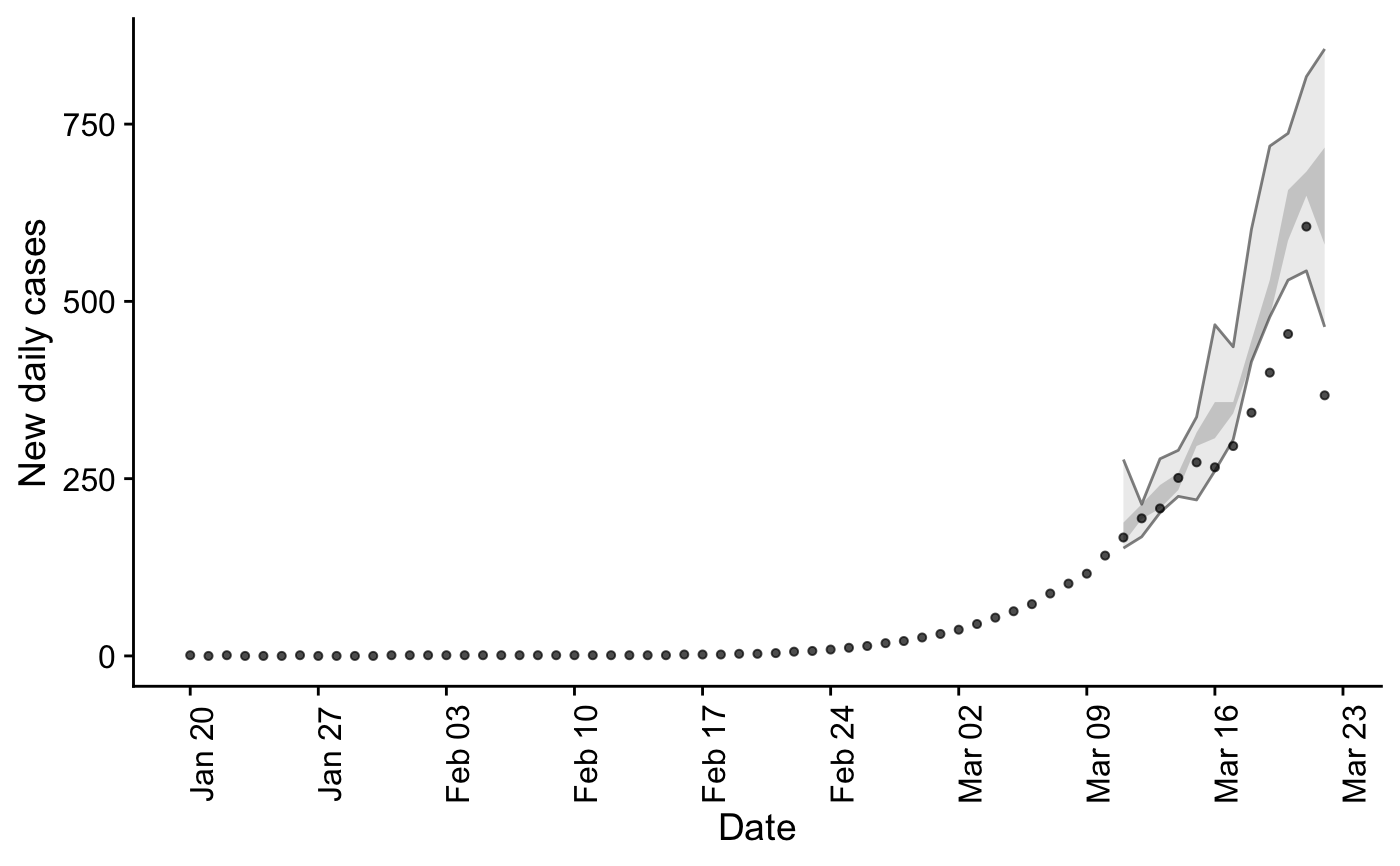 New daily cases
750
500
250
0
Jan 20
Jan 27
Feb 03
Feb 10
Feb 17
Feb 24
Mar 02
Mar 09
Mar 16
Mar 23
Date